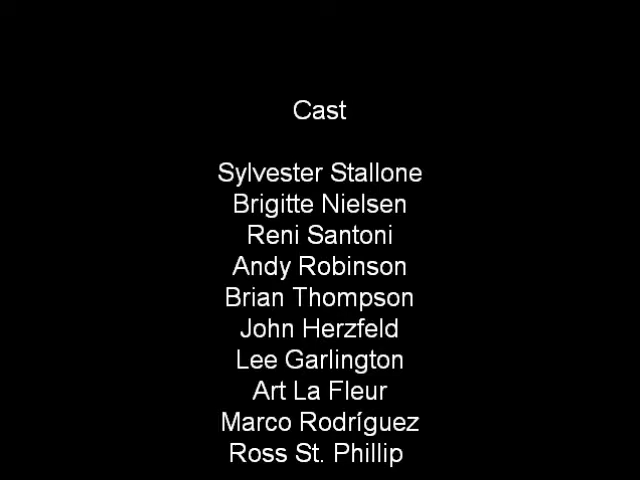 Cast
Sylvester Stallone
Brigitte Nielsen
Reni Santoni
Andy Robinson
Brian Thompson
John Herzfeld
Lee Garlington
Art La Fleur
Marco Rodríguez
Ross St. Phillip